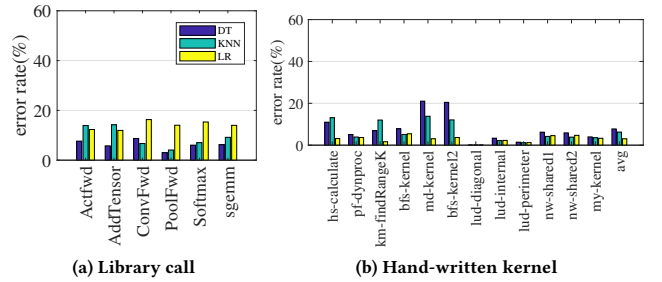 60
40
20
0
error rate(%)
DT
KNN
LR
Actfwd
AddTensor
ConvFwd
PoolFwd
Softmax
sgemm
(a) Library call
60
40
20
0
error rate(%)
hs-calculate
pf-dynproc
km-findRangeK
bfs-kernel
md-kernel
bfs-kernel2
lud-diagonal
lud-internal
lud-perimeter
nw-shared1
nw-shared2
my-kernel
avg
(b) Hand-written kernel